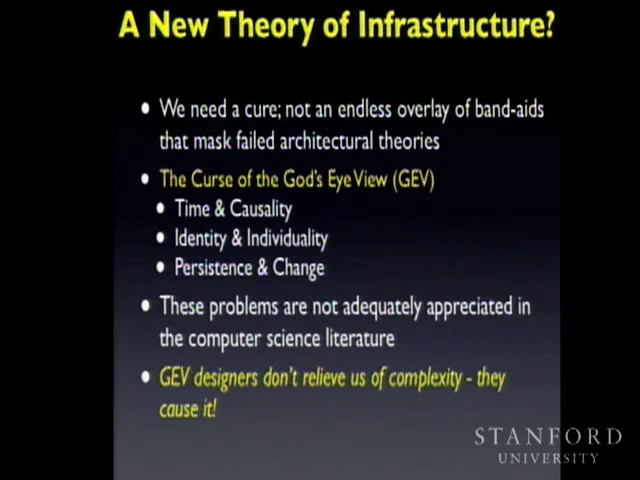 A New Theory of Infrastructure?
• We need a cure; not an endless overlay of band-aids
that mask failed architectural theories
• The Curse of the God's Eye View (GEV)
• Time & Causality
• Identity & Individuality
• Persistence & Change
• These problems are not adequately appreciated in
the computer science literature
• GEV designers don't relieve us of complexity - they
cause it!
STANFORD
UNIVERSITY